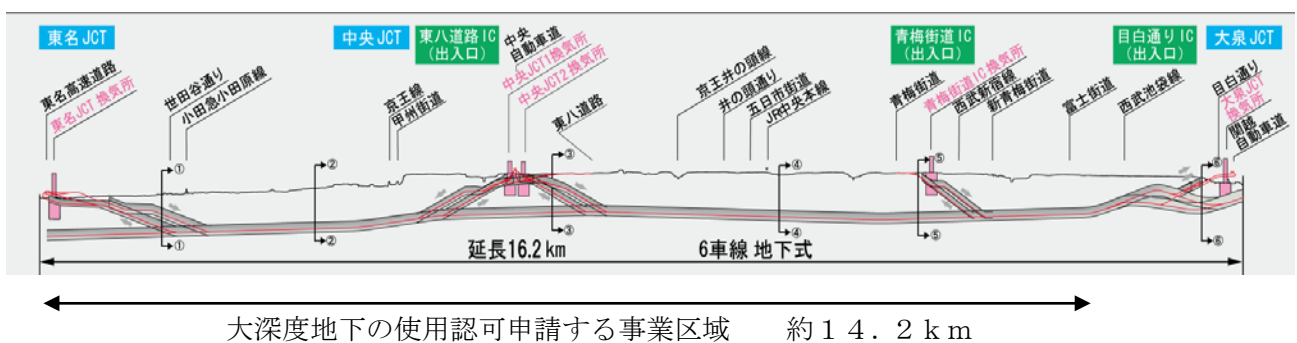 東名JCT
中央JCT
東八道路IC
(出入口)
青梅街道IC
(出入口)
目白通りIC
(出入口)
大泉JCT
東名高速道路
東名JCT 換気所
世田谷通り
小田急小田原線
京王線
甲州街道
中央
自動車道
中央JCT1換気所
中央JCT2換気所
東八道路
京王井の頭線
井の頭通り
五日市街道
JR中央本線
青梅街道
青梅街道IC 換気所
西武新宿線
新青梅街道
富士街道
西武池袋線
目白通り
大泉JCT
換気所
関越
自動車道
① ② ③ ④ ⑤ ⑥
① ② ③ ④ ⑤ ⑥
延長16.2km 6車線 地下式
大深度地下の使用認可申請する事業区域 約14.2km